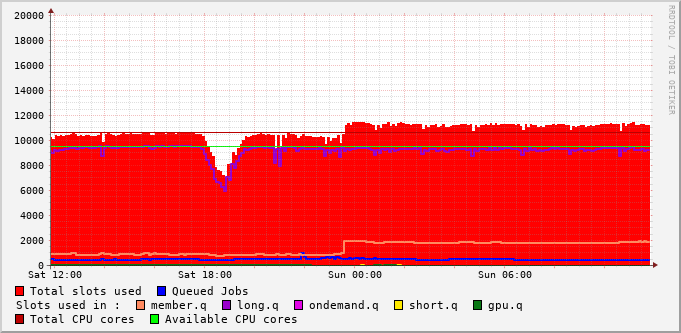 20000
18000
16000
14000
12000
10000
8000
6000
4000
2000
0
Sat 12:00 Sat 18:00 Sun 00:00 Sun 06:00
RRDTOOL / TOBI OETIKER
Total slots used Queued Jobs
Slots used in : member.q long.q ondemand.q short.q gpu.q
Total CPU cores Available CPU cores